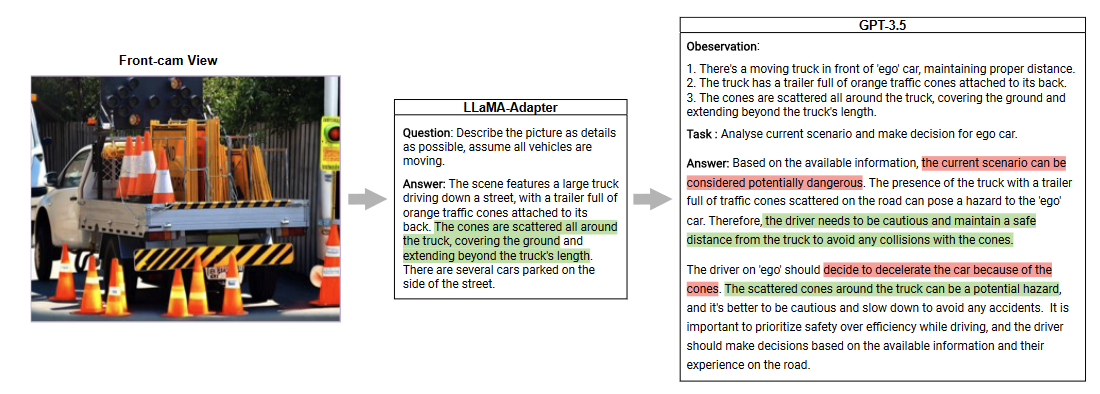 Front-cam View
LLaMA-Adapter
Question: Describe the picture as details
as possible, assume all vehicles are
moving.
Answer: The scene features a large truck
driving down a street, with a trailer full of
orange traffic cones attached to its
back. The cones are scattered all around
the truck, covering the ground and
extending beyond the truck's length.
There are several cars parked on the
side of the street.
GPT-3.5
Obeservation:
1. There's a moving truck in front of 'ego' car, maintaining proper distance.
2. The truck has a trailer full of orange traffic cones attached to its back.
3. The cones are scattered all around the truck, covering the ground and
extending beyond the truck's length.
Task : Analyse current scenario and make decision for ego car.
Answer: Based on the available information, the current scenario can be
considered potentially dangerous. The presence of the truck with a trailer
full of traffic cones scattered on the road can pose a hazard to the 'ego'
car. Therefore, the driver needs to be cautious and maintain a safe
distance from the truck to avoid any collisions with the cones.
The driver on 'ego' should decide to decelerate the car because of the
cones. The scattered cones around the truck can be a potential hazard,
and it's better to be cautious and slow down to avoid any accidents. It is
important to prioritize safety over efficiency while driving, and the driver
should make decisions based on the available information and their
experience on the road.